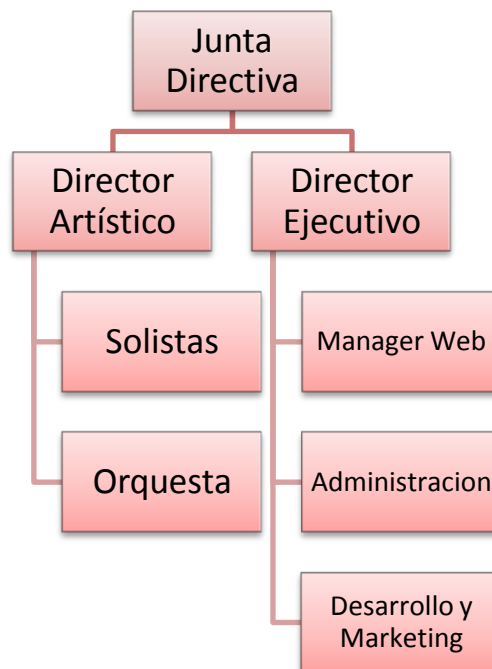 Junta
Directiva
Director
Artístico
Director
Ejecutivo
Solistas
Manager Web
Orquesta
Administracion
Desarrollo y
Marketing